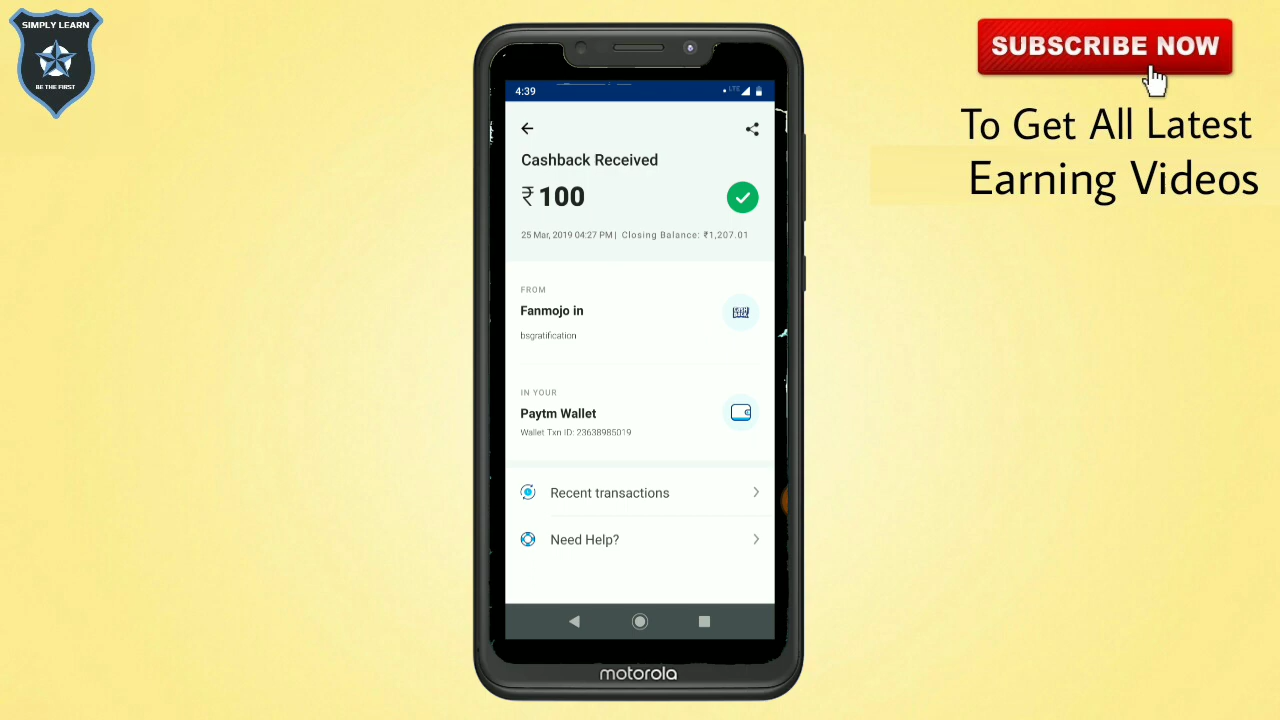 SIMPLY LEARN
BE THE FIRST
SUBSCRIBE NOW
To Get All Latest
Earning Videos
4:39
LTE
Cashback Received
₹100
25 Mar, 2019 04:27 PM | Closing Balance: ₹1,207.01
FROM
Fanmojo in
bsgratification
IN YOUR
Paytm Wallet
Wallet Txn ID: 23638985019
Recent transactions
Need Help?
motorola